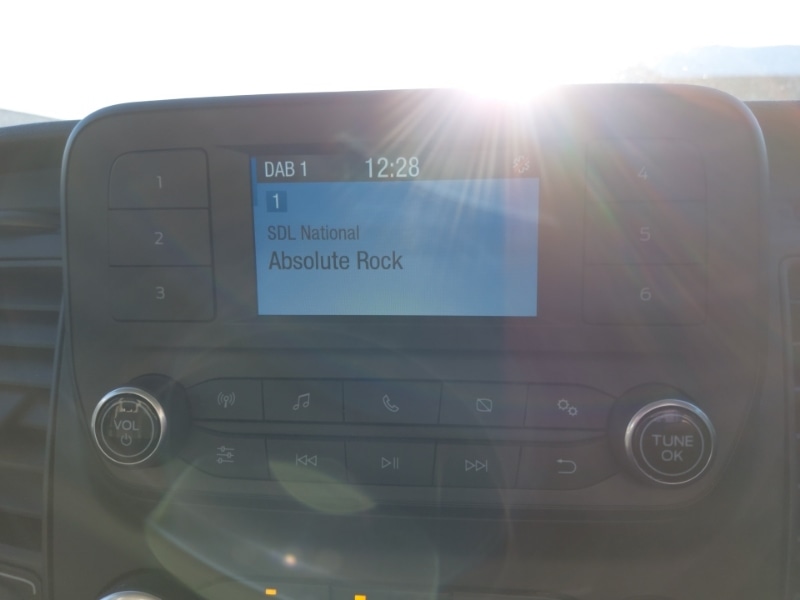 DAB 1 12:28
1
SDL National
Absolute Rock
1
2
3
4
5
6
VOL
TUNE
OK